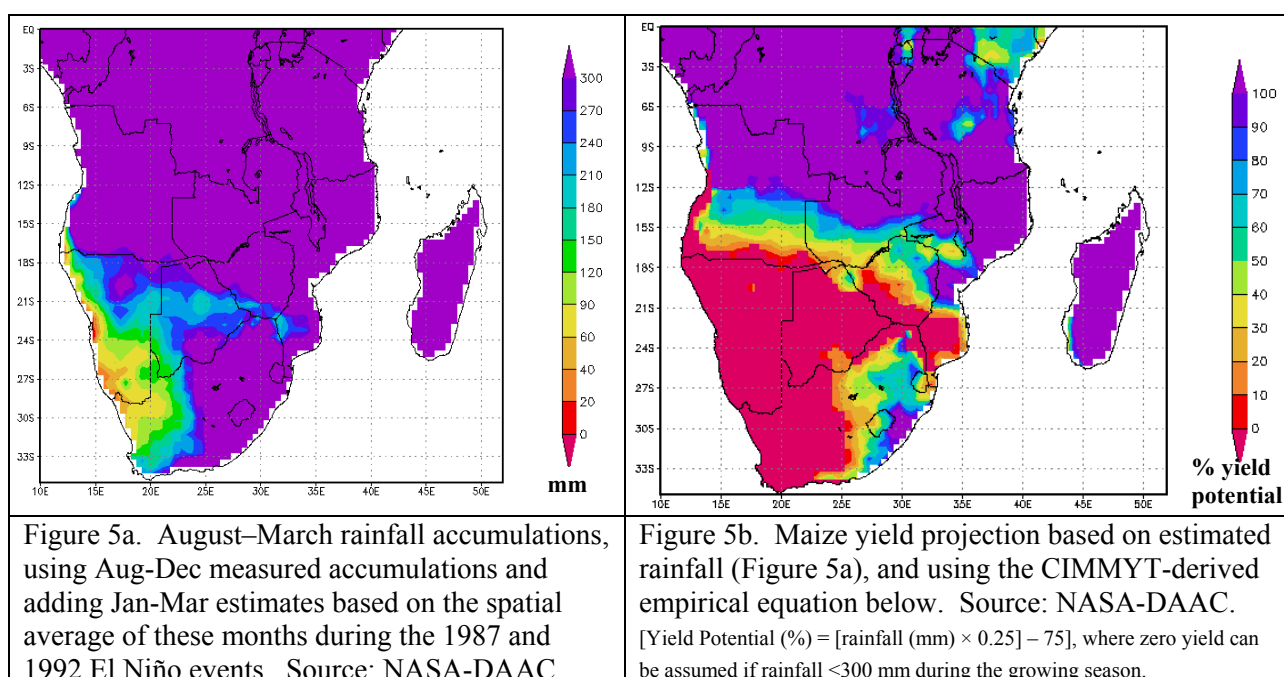 EQ
3S
6S
9S
12S
15S
18S
21S
24S
27S
30S
33S
10E 15E 20E 25E 30E 35E 40E 45E 50E
300
270
240
210
180
150
120
90
60
40
20
0
mm
EQ
3S
6S
9S
12S
15S
18S
21S
24S
27S
30S
33S
10E 15E 20E 25E 30E 35E 40E 45E 50E
100
90
80
70
60
50
40
30
20
10
0
% yield
potential
Figure 5a. August–March rainfall accumulations,
using Aug-Dec measured accumulations and
adding Jan-Mar estimates based on the spatial
average of these months during the 1987 and
1992 El Niño events. Source: NASA-DAAC
Figure 5b. Maize yield projection based on estimated
rainfall (Figure 5a), and using the CIMMYT-derived
empirical equation below. Source: NASA-DAAC.
[Yield Potential (%) = [rainfall (mm) × 0.25] – 75], where zero yield can
be assumed if rainfall <300 mm during the growing season.